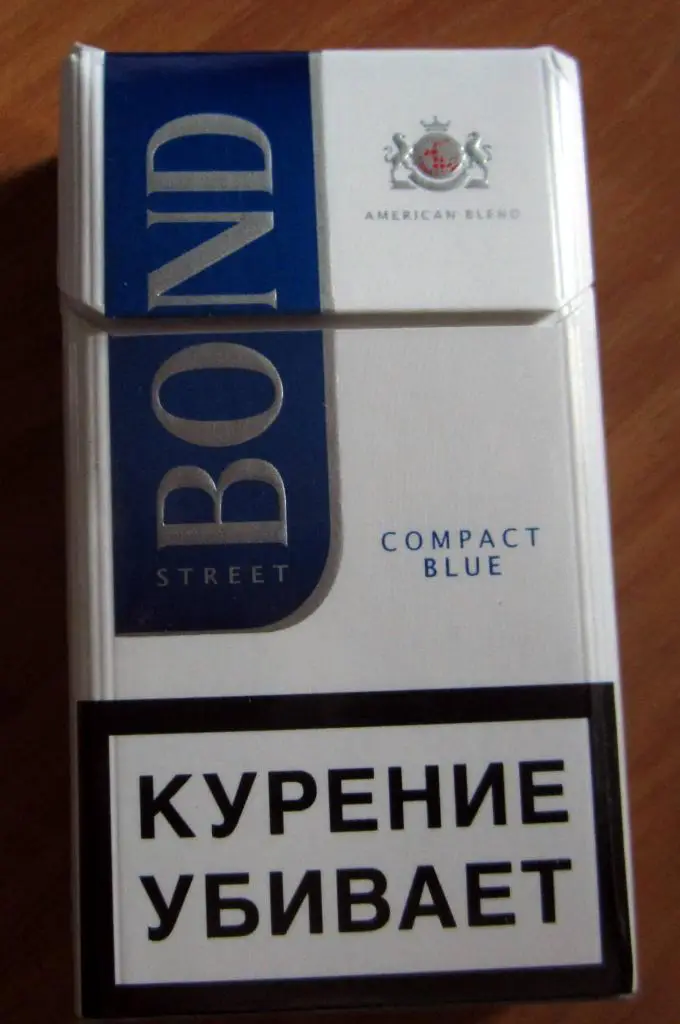 AMERICAN BLEND
BOND
STREET
COMPACT
BLUE
КУРЕНИЕ
УБИВАЕТ